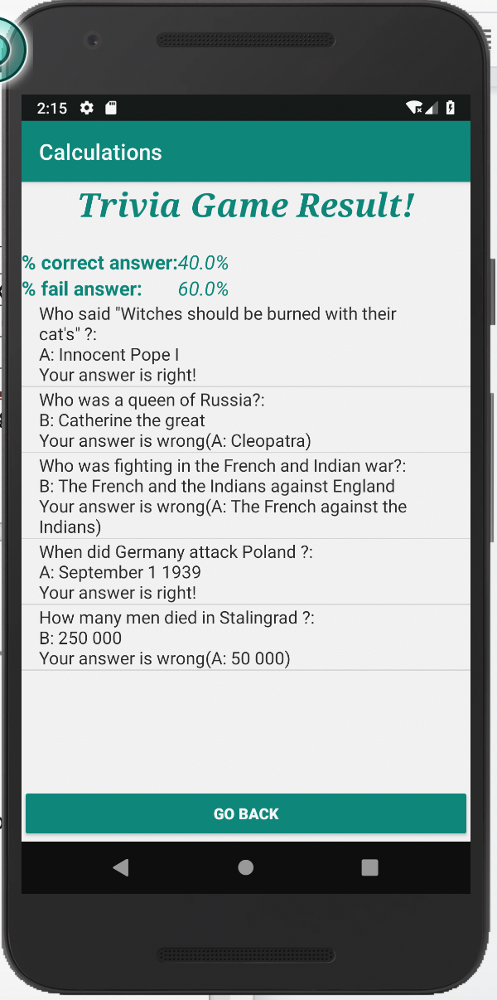 2:15
Calculations
Trivia Game Result!
% correct answer:40.0%
% fail answer: 60.0%
Who said "Witches should be burned with their
cat's" ?:
A: Innocent Pope I
Your answer is right!
Who was a queen of Russia?:
B: Catherine the great
Your answer is wrong(A: Cleopatra)
Who was fighting in the French and Indian war?:
B: The French and the Indians against England
Your answer is wrong(A: The French against the
Indians)
When did Germany attack Poland ?:
A: September 1 1939
Your answer is right!
How many men died in Stalingrad ?:
B: 250 000
Your answer is wrong(A: 50 000)
GO BACK